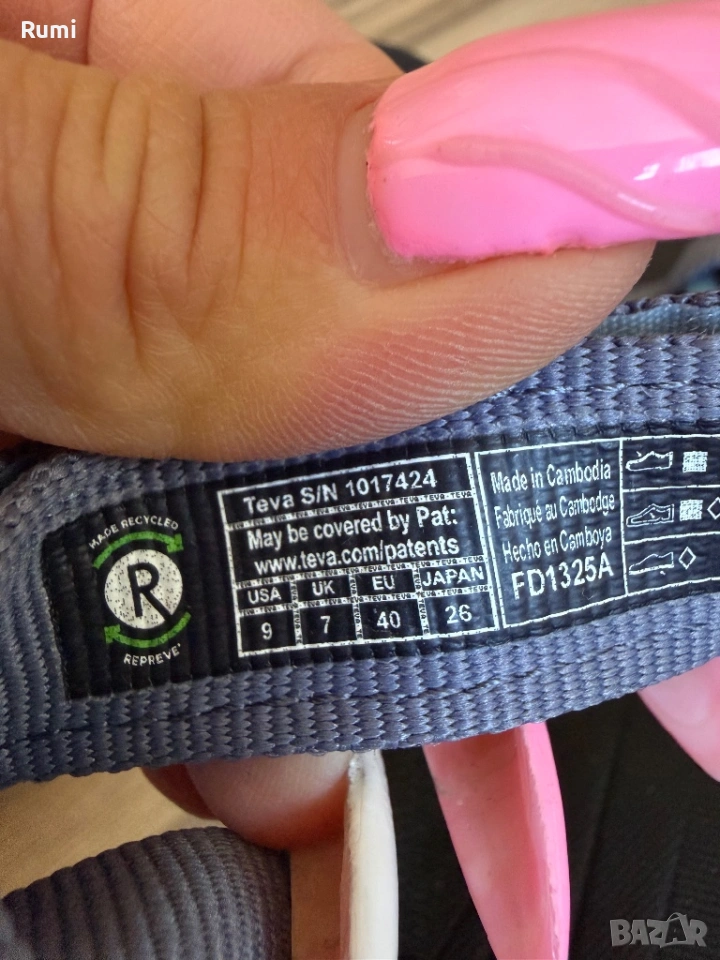 Rumi
MADE RECYCLED
R
REPREVE
Teva S/N 1017424
May be covered by Pat:
www.teva.com/patents
USA UK EU JAPAN
9 7 40 26
Made in Cambodia
Fabriqué au Cambodge
Hecho en Camboya
FD1325A
BAZAR